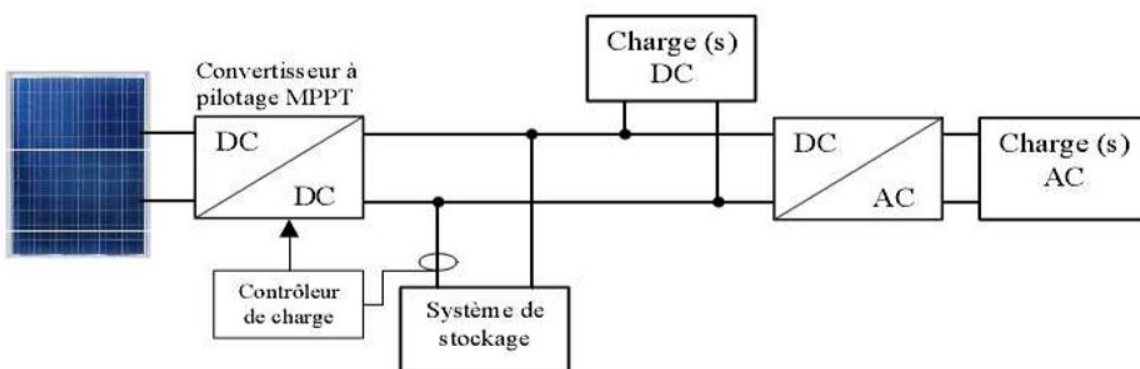 Convertisseur à
pilotage MPPT
DC
DC
Contrôleur
de charge
Système de
stockage
Charge (s)
DC
DC
AC
Charge (s)
AC